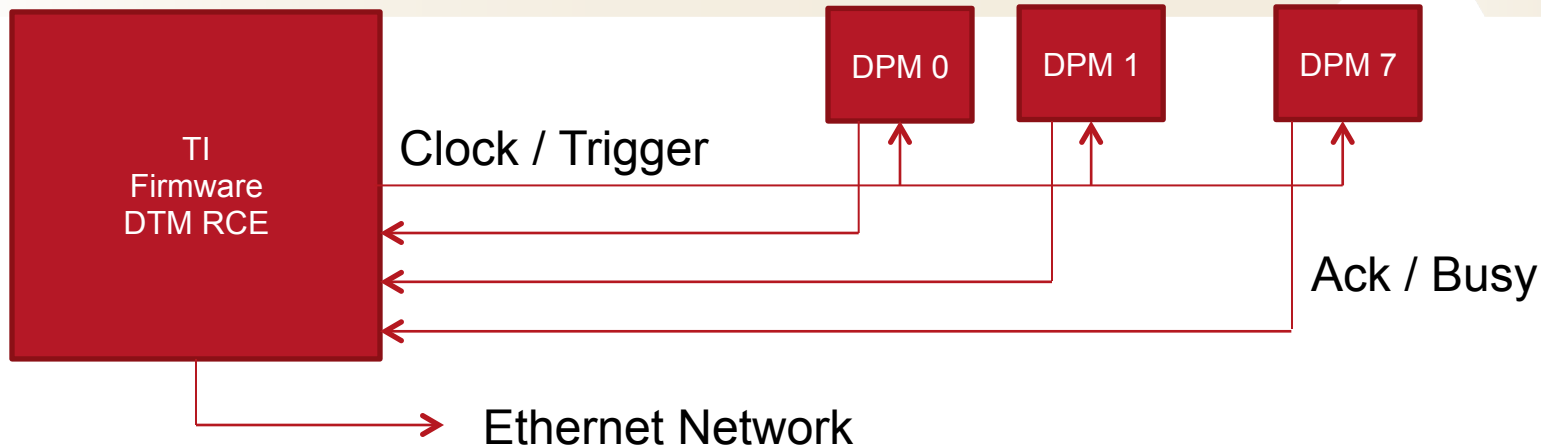 DPM 0
DPM 1
DPM 7
TI
Firmware
DTM RCE
Clock / Trigger
Ack / Busy
Ethernet Network